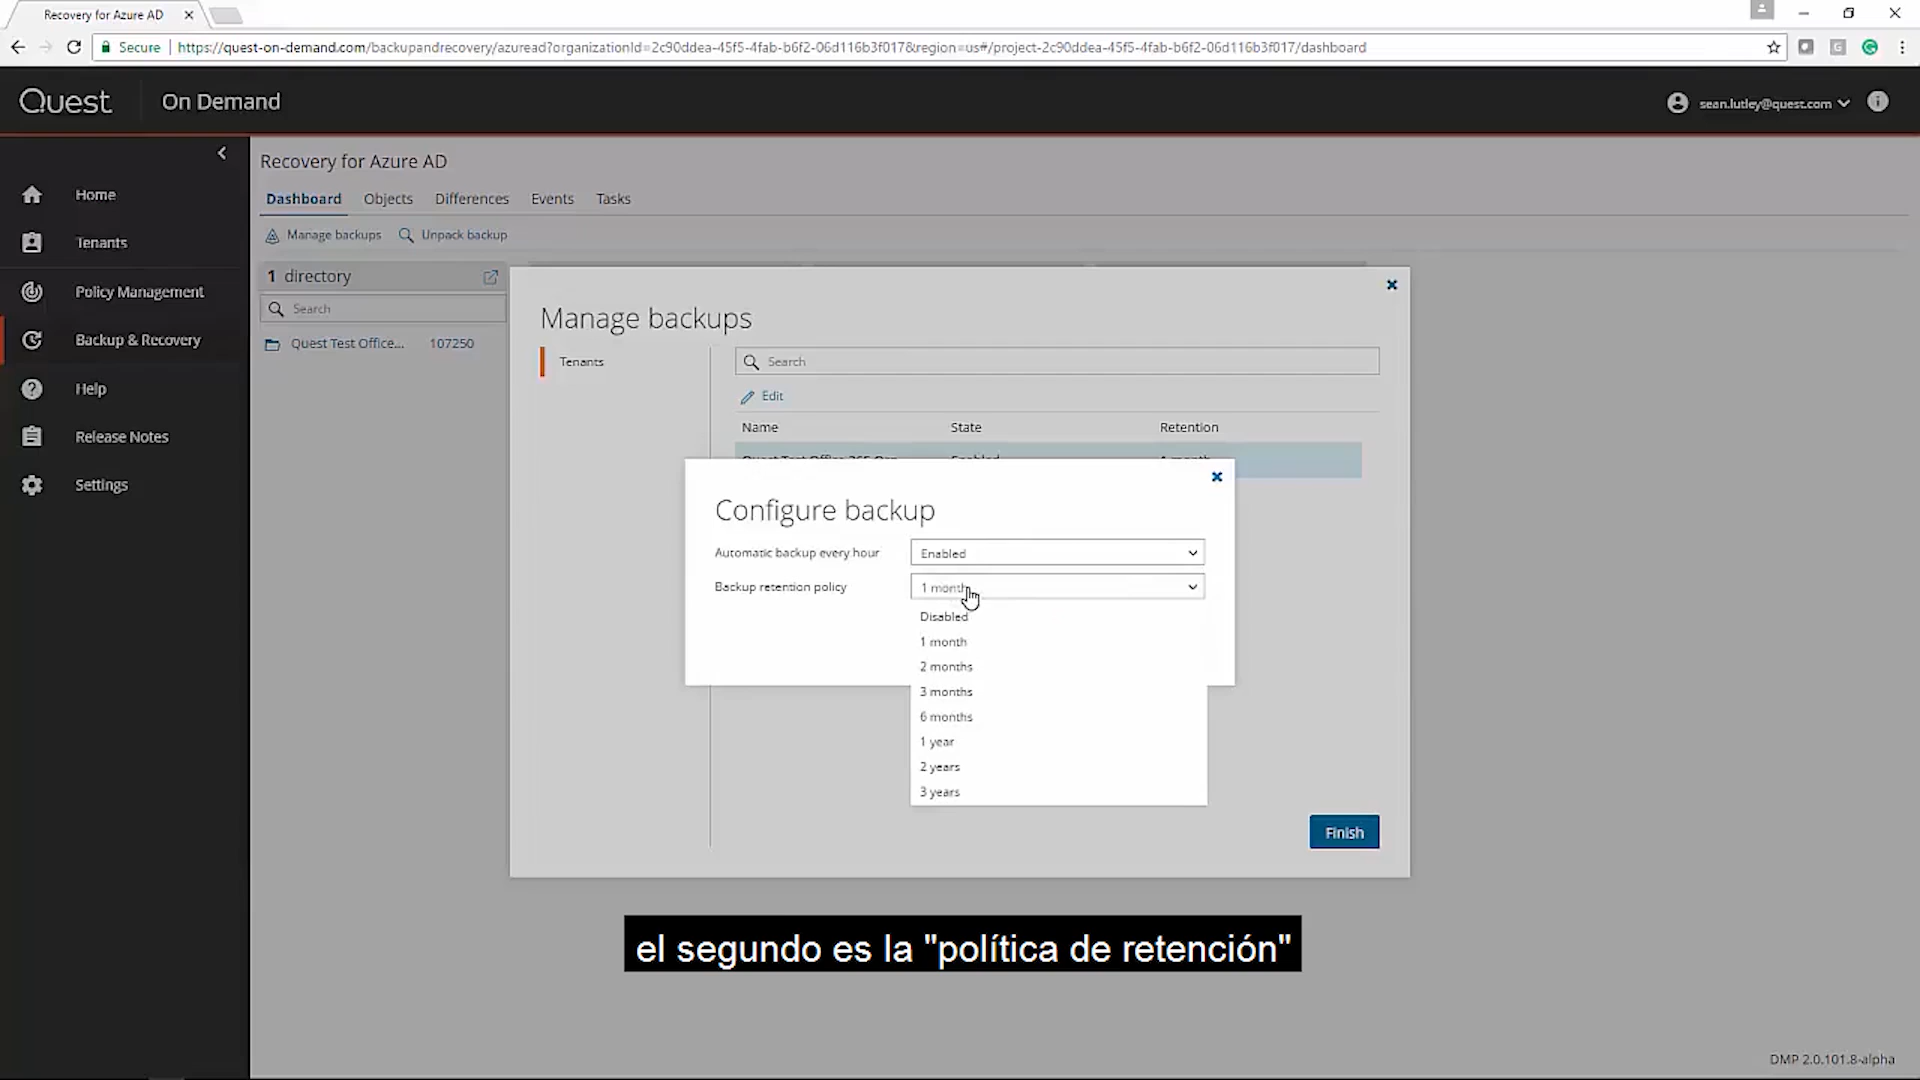 Recovery for Azure AD
Secure
https://quest-on-demand.com/backupandrecovery/azuread?organizationId=2c90ddea-45f5-4fab-b6f2-06d116b3f017&region=us#/project-2c90ddea-45f5-4fab-b6f2-06d116b3f017/dashboard
Quest
On Demand
sean.lutley@quest.com
Home
Tenants
Policy Management
Backup & Recovery
Help
Release Notes
Settings
Recovery for Azure AD
Dashboard Objects Differences Events Tasks
Manage backups Unpack backup
1 directory
Search
Quest Test Office... 107250
Manage backups
Tenants
Search
Edit
Name State Retention
Quest Test Office 365 Org Enabled 1 month
Configure backup
Automatic backup every hour Enabled
Backup retention policy 1 month
Disabled
1 month
2 months
3 months
6 months
1 year
2 years
3 years
Finish
el segundo es la "política de retención"
DMP 2.0.101.8-alpha